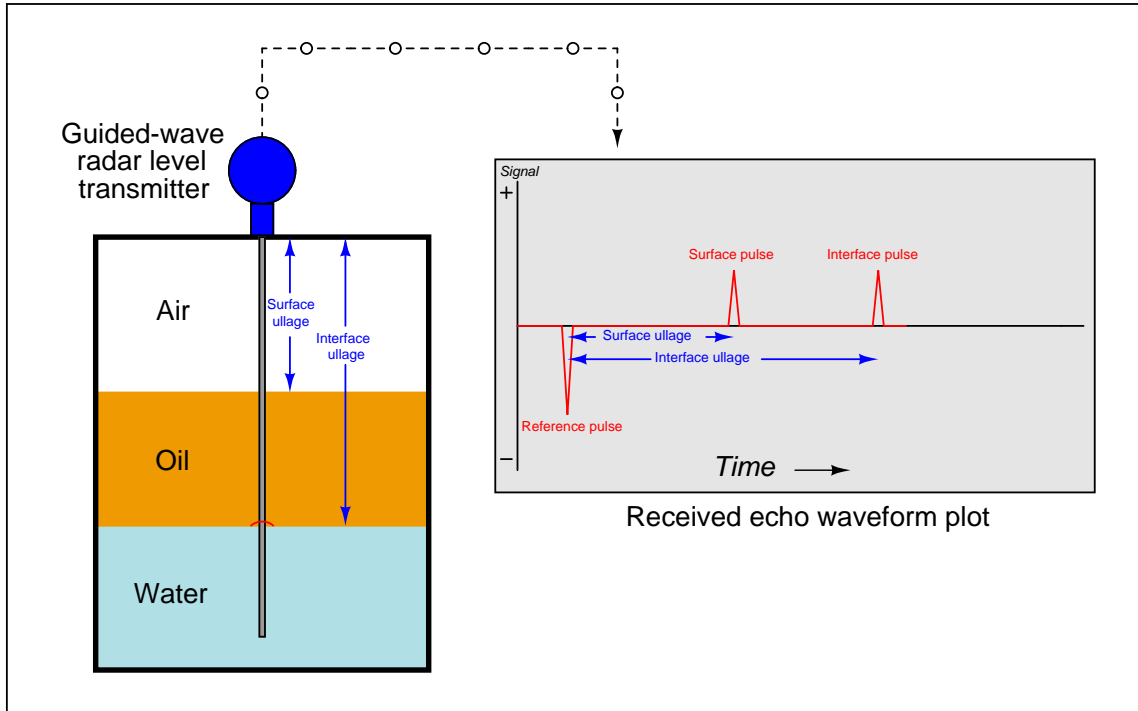 Guided-wave
radar level
transmitter
Air
Surface
ullage
Interface
ullage
Oil
Water
Signal
+
Surface pulse
Interface pulse
Surface ullage
Interface ullage
Reference pulse
−
Time
Received echo waveform plot